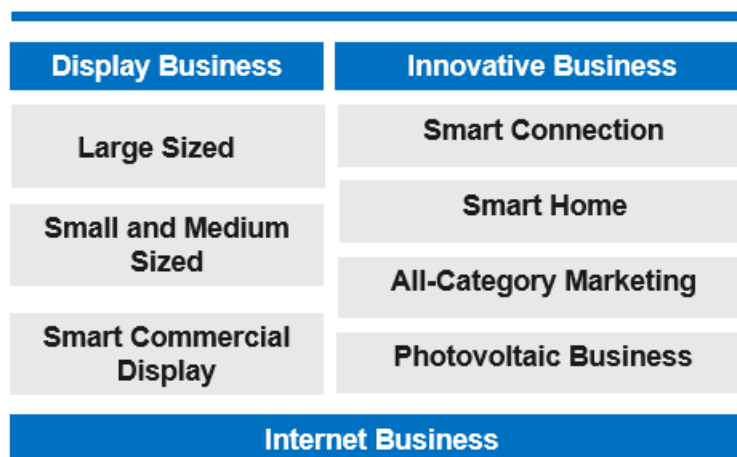 Display Business
Large Sized
Small and Medium
Sized
Smart Commercial
Display
Innovative Business
Smart Connection
Smart Home
All-Category Marketing
Photovoltaic Business
Internet Business